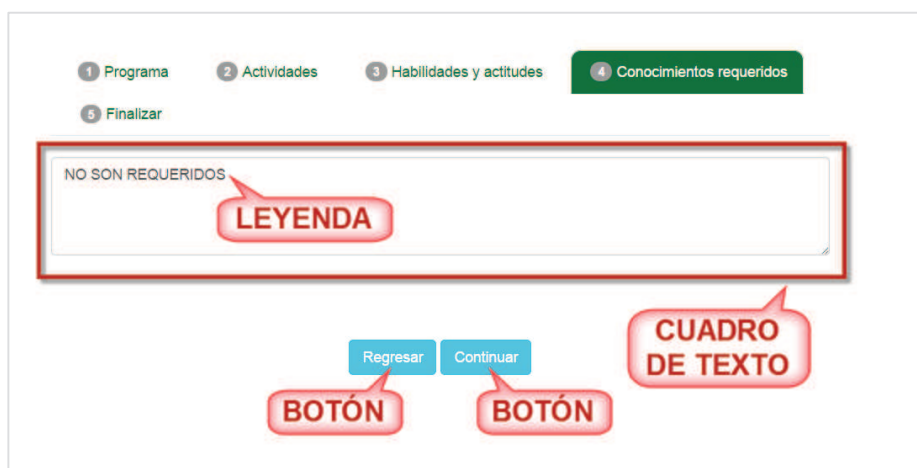 1 Programa 2 Actividades 3 Habilidades y actitudes 4 Conocimientos requeridos
5 Finalizar
NO SON REQUERIDOS
LEYENDA
CUADRO
DE TEXTO
Regresar Continuar
BOTÓN BOTÓN